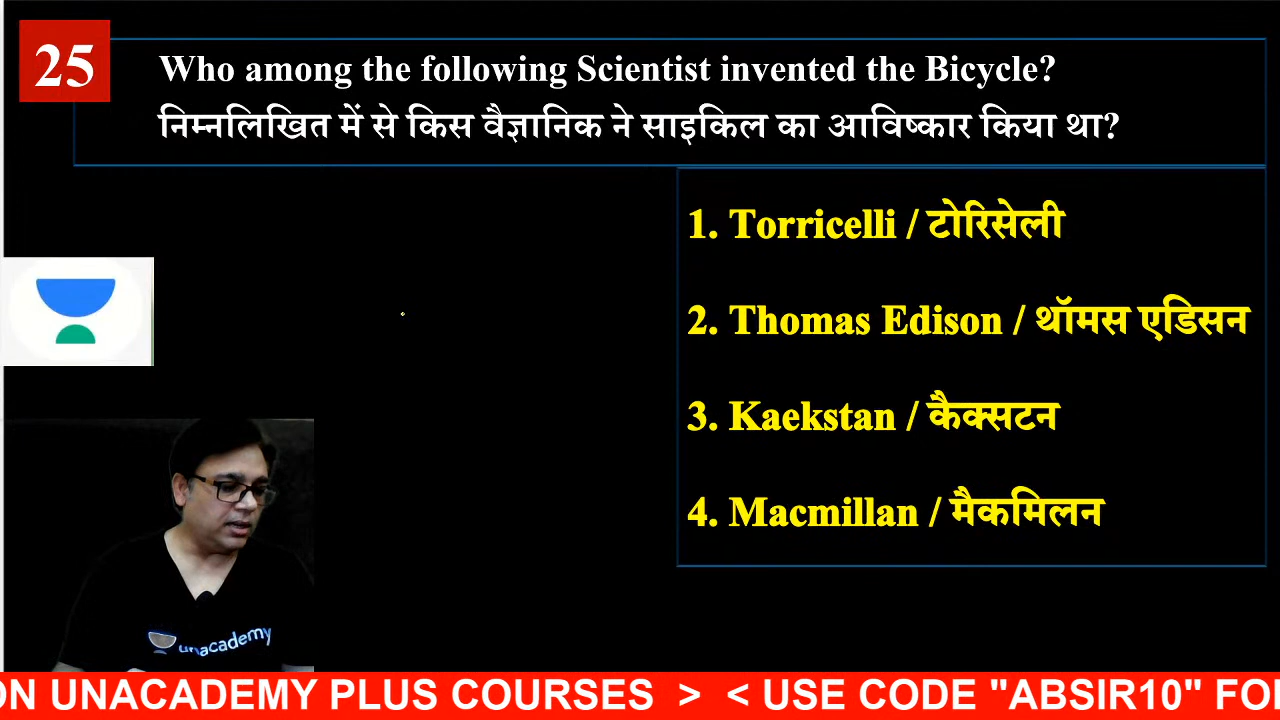 25
Who among the following Scientist invented the Bicycle?
निम्नलिखित में से किस वैज्ञानिक ने साइकिल का आविष्कार किया था?
1. Torricelli / टोरिसेली
2. Thomas Edison / थॉमस एडिसन
3. Kaekstan / कैक्सटन
4. Macmillan / मैकमिलन
unacademy
ON UNACADEMY PLUS COURSES > < USE CODE "ABSIR10" FOR